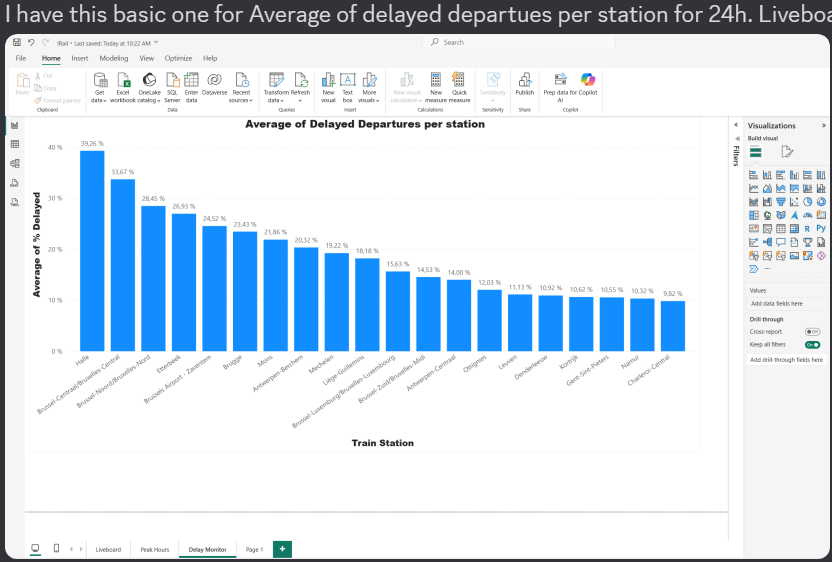 I have this basic one for Average of delayed departues per station for 24h. Liveboa
IRail • Last saved: Today at 10:22 AM
Search
File Home Insert Modeling View Optimize Help
Paste
Cut
Copy
Format painter
Clipboard
Get data
Excel workbook
OneLake catalog
SQL Server
Enter data
Dataverse
Recent sources
Data
Transform data
Refresh
Queries
New visual
Text box
More visuals
Insert
New visual calculation
New measure
Quick measure
Calculations
Sensitivity
Sensitivity
Publish
Share
Prep data for AI
Copilot
Copilot
Average of Delayed Departures per station
Average of % Delayed
40 %
30 %
20 %
10 %
0 %
39,26 %
33,67 %
28,45 %
26,93 %
24,52 %
23,43 %
21,86 %
20,32 %
19,22 %
18,18 %
15,63 %
14,53 %
14,00 %
12,03 %
11,13 %
10,92 %
10,62 %
10,55 %
10,32 %
9,82 %
Halle
Brussel-Centraal/Bruxelles-Central
Brussel-Noord/Bruxelles-Nord
Etterbeek
Brussels Airport - Zaventem
Brugge
Mons
Antwerpen-Berchem
Mechelen
Liège-Guillemins
Brussel-Luxemburg/Bruxelles-Luxembourg
Brussel-Zuid/Bruxelles-Midi
Antwerpen-Centraal
Ottignies
Leuven
Denderleeuw
Kortrijk
Gent-Sint-Pieters
Namur
Charleroi-Central
Train Station
Filters
Visualizations
Build visual
R Py
Values
Add data fields here
Drill through
Cross-report
Off
Keep all filters
On
Add drill-through fields here
Liveboard
Peak Hours
Delay Monitor
Page 1
+